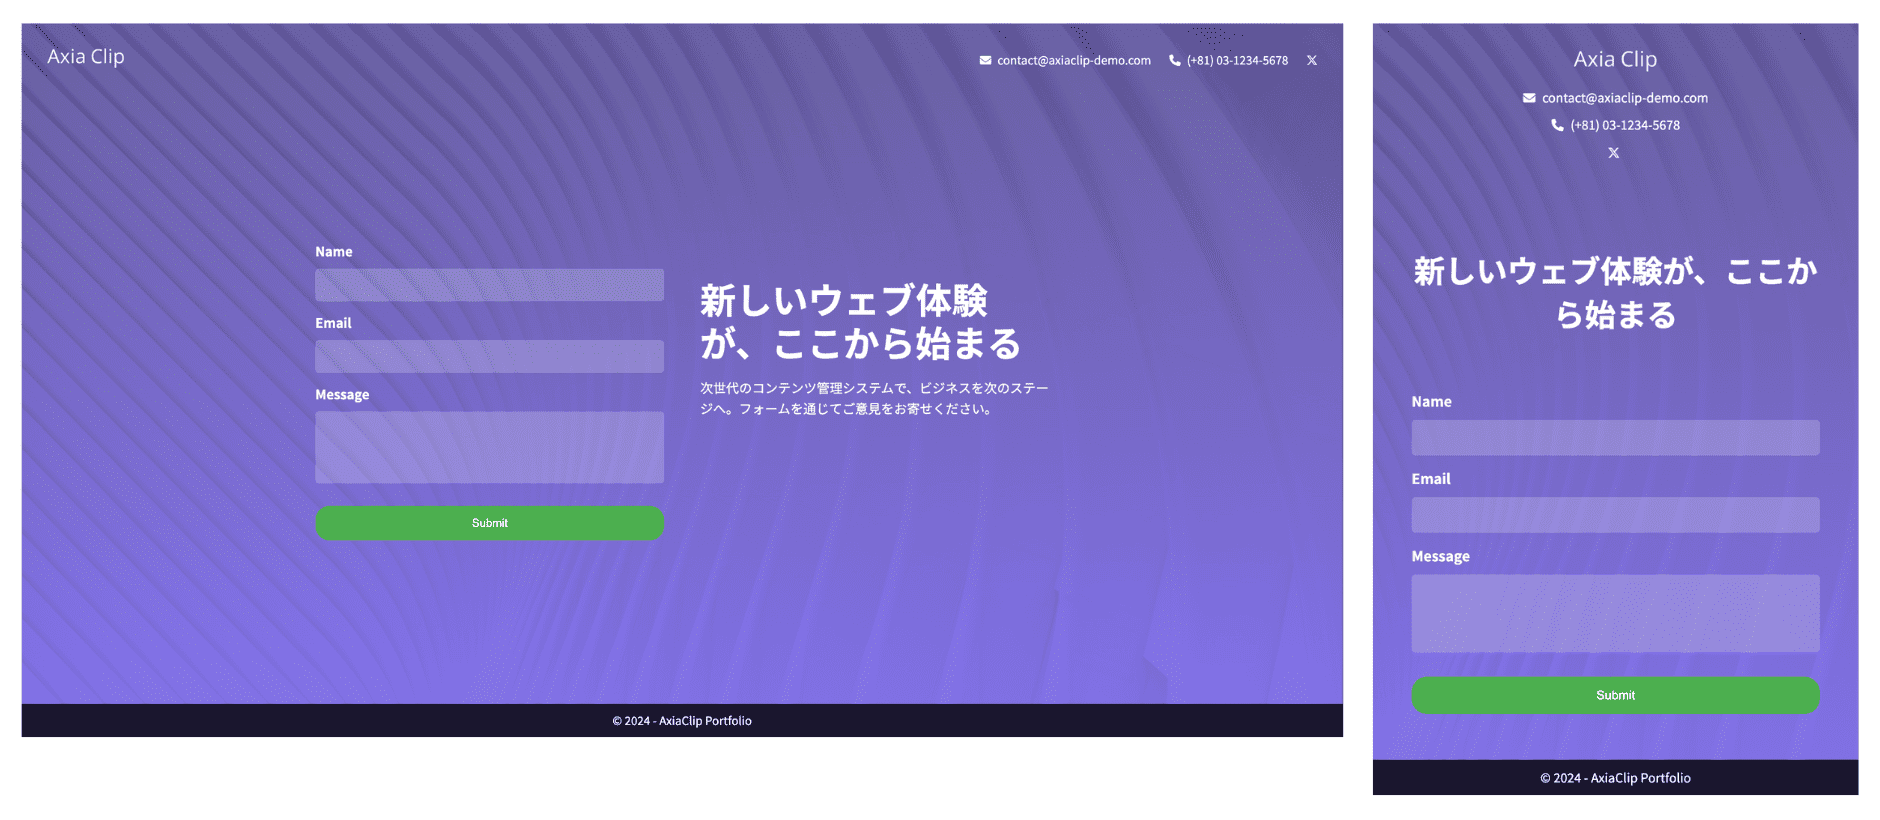 Axia Clip
contact@axiaclip-demo.com (+81) 03-1234-5678 X
Name
Email
Message
Submit
新しいウェブ体験
が、ここから始まる
次世代のコンテンツ管理システムで、ビジネスを次のステー
ジへ。フォームを通じてご意見をお寄せください。
© 2024 - AxiaClip Portfolio
Axia Clip
contact@axiaclip-demo.com
(+81) 03-1234-5678
X
新しいウェブ体験が、ここか
ら始まる
Name
Email
Message
Submit
© 2024 - AxiaClip Portfolio